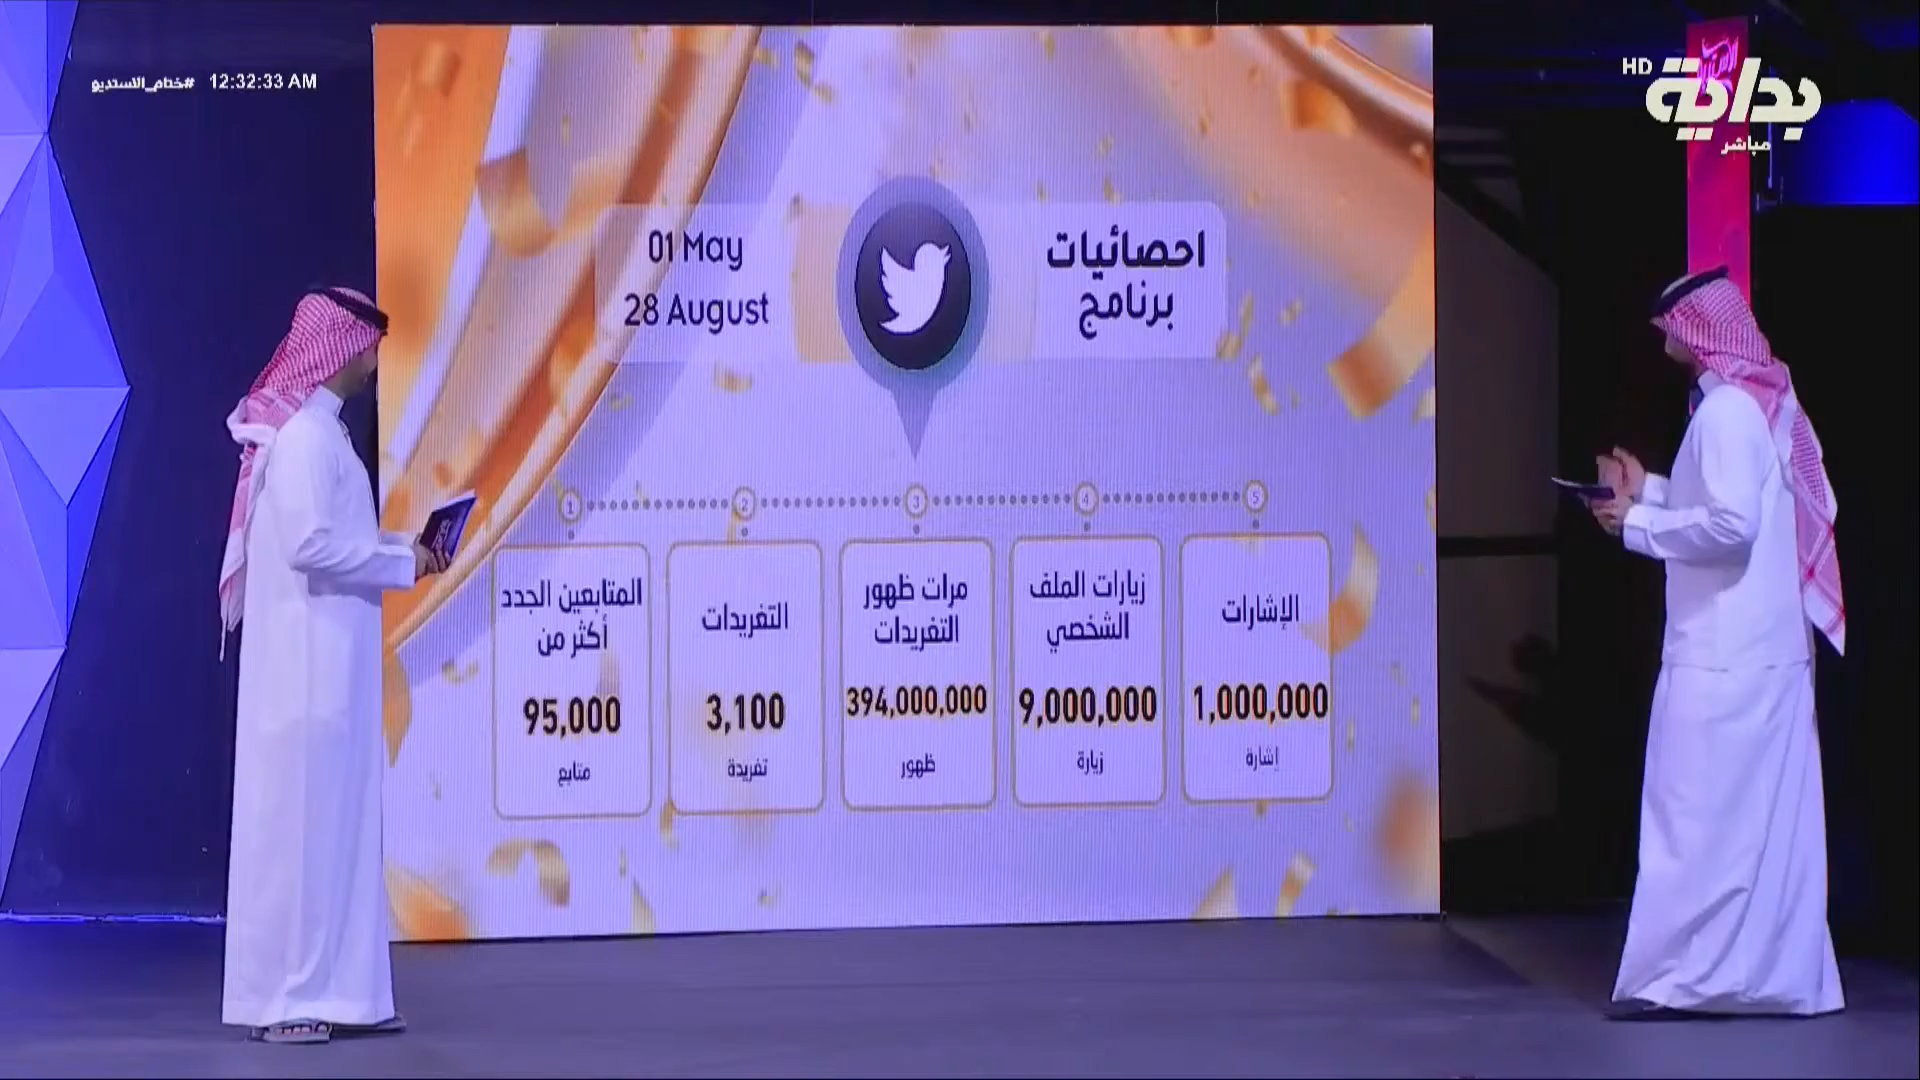 #ختام_الاستديو 12:32:33 AM
HD
بداية
مباشر
احصائيات
برنامج
01 May
28 August
1
2
3
4
5
المتابعين الجدد
أكثر من
95,000
متابع
التغريدات
3,100
تغريدة
مرات ظهور
التغريدات
394,000,000
ظهور
زيارات الملف
الشخصي
9,000,000
زيارة
الإشارات
1,000,000
إشارة